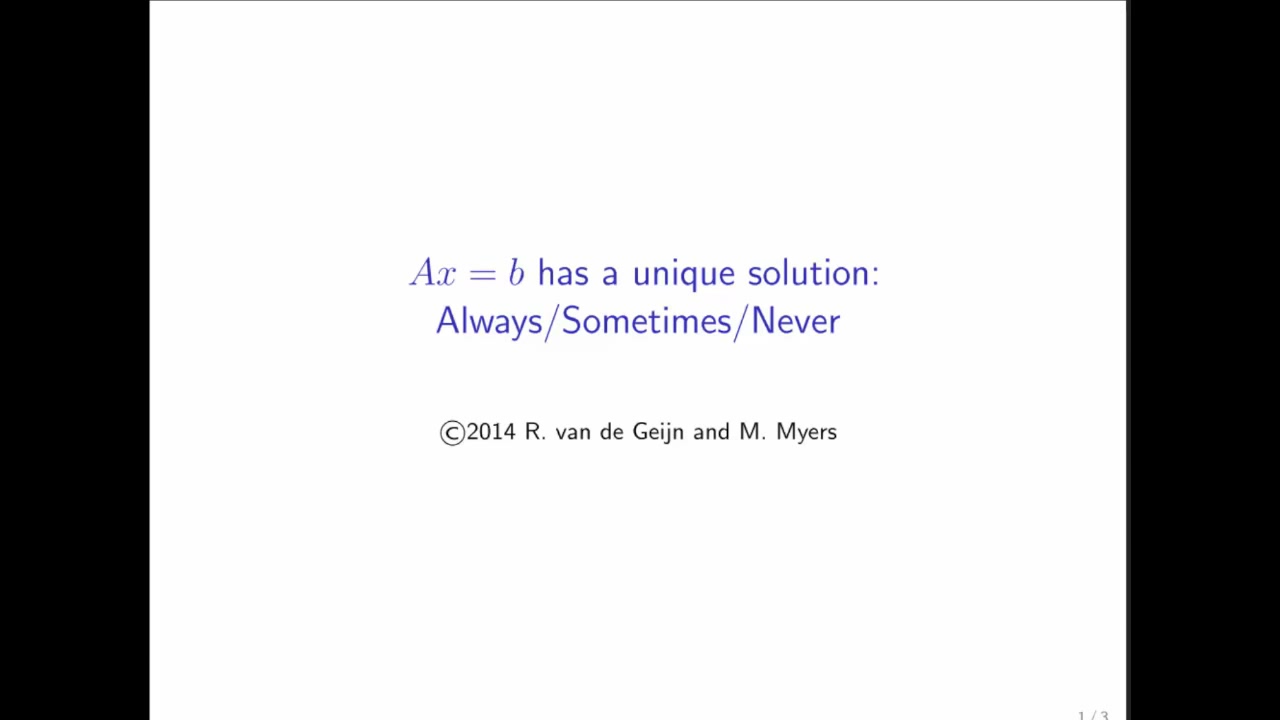 Ax = b has a unique solution:
Always/Sometimes/Never
©2014 R. van de Geijn and M. Myers
1 / 3